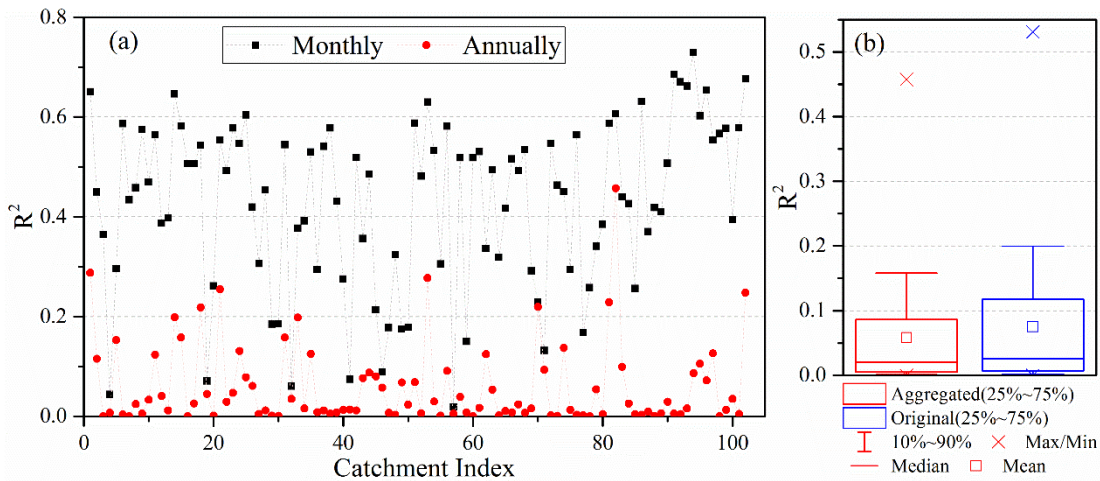 (a)
Monthly
Annually
0.8
0.6
0.4
0.2
0.0
R²
0
20
40
60
80
100
Catchment Index
(b)
0.5
0.4
0.3
0.2
0.1
0.0
R²
Aggregated(25%~75%)
Original(25%~75%)
10%~90% Max/Min
Median Mean